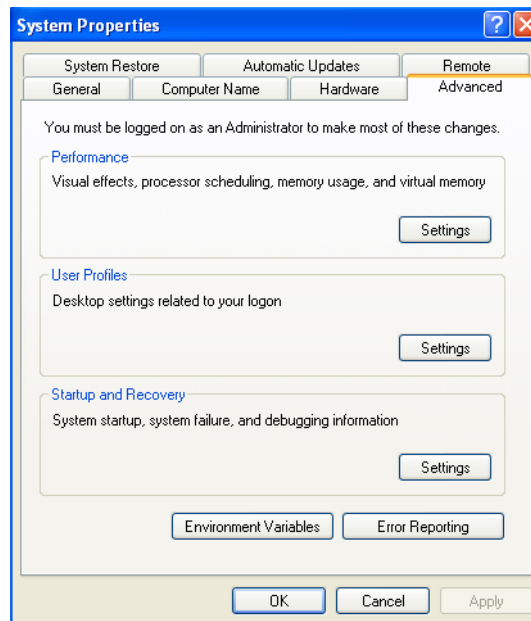 System Properties
System Restore Automatic Updates Remote
General Computer Name Hardware Advanced
You must be logged on as an Administrator to make most of these changes.
Performance
Visual effects, processor scheduling, memory usage, and virtual memory
Settings
User Profiles
Desktop settings related to your logon
Settings
Startup and Recovery
System startup, system failure, and debugging information
Settings
Environment Variables Error Reporting
OK Cancel Apply